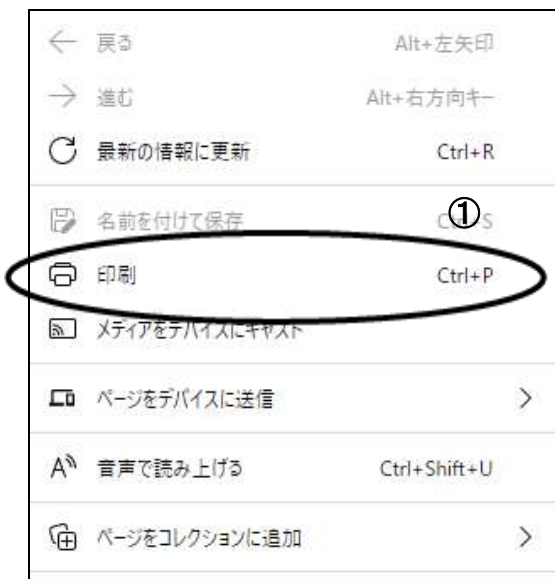 戻る Alt+左矢印
進む Alt+右方向キー
最新の情報に更新 Ctrl+R
名前を付けて保存 Ctrl+S
①
印刷 Ctrl+P
メディアをデバイスにキャスト
ページをデバイスに送信
音声で読み上げる Ctrl+Shift+U
ページをコレクションに追加